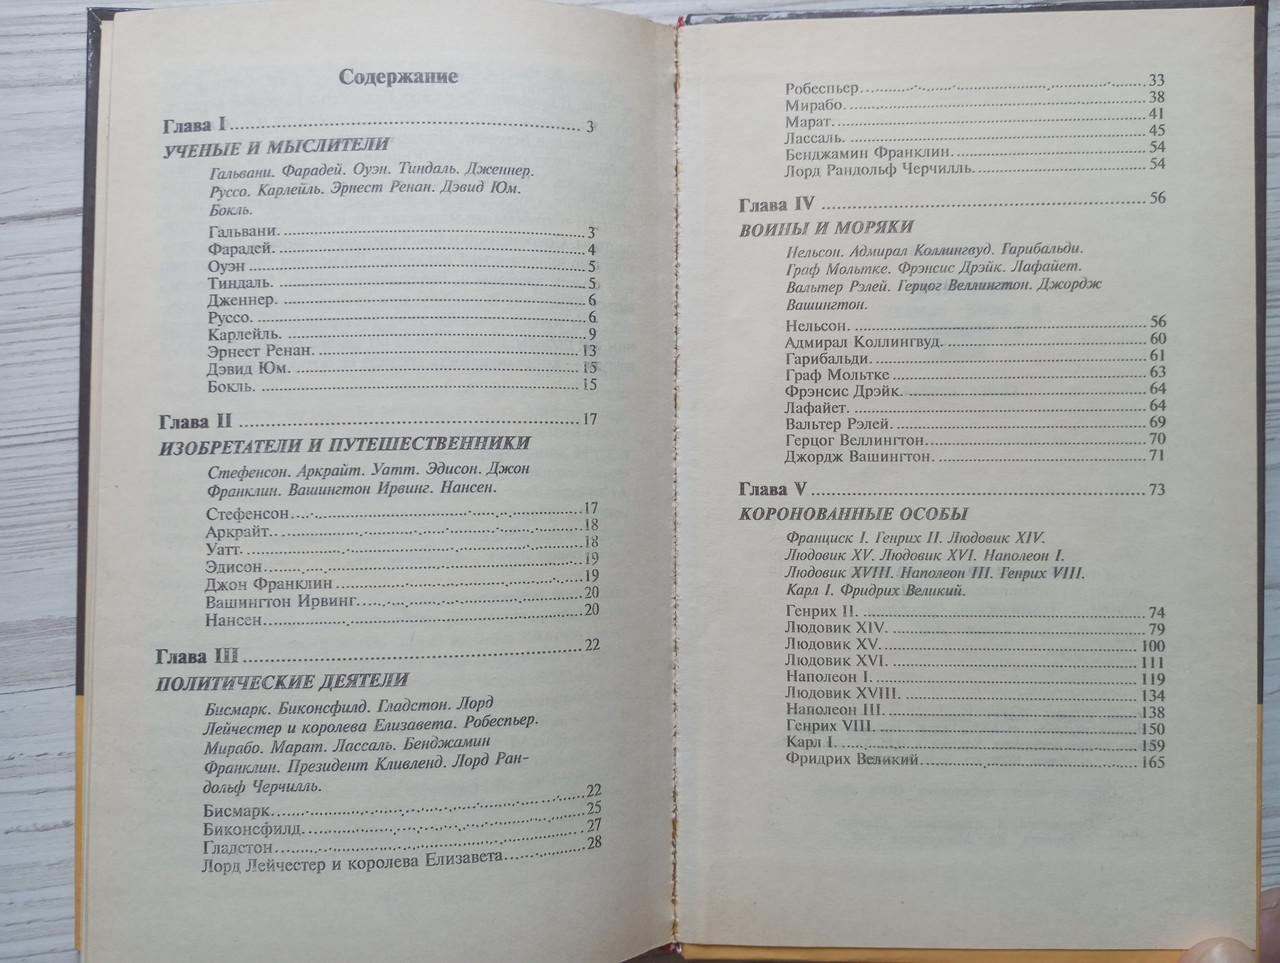 Содержание
Глава I 3
УЧЕНЫЕ И МЫСЛИТЕЛИ
Гальвани. Фарадей. Оуэн. Тиндаль. Дженнер.
Руссо. Карлейль. Эрнест Ренан. Дэвид Юм.
Бокль.
Гальвани. 3
Фарадей. 4
Оуэн 5
Тиндаль. 5
Дженнер. 6
Руссо. 6
Карлейль. 9
Эрнест Ренан. 13
Дэвид Юм. 15
Бокль. 15
Глава II 17
ИЗОБРЕТАТЕЛИ И ПУТЕШЕСТВЕННИКИ
Стефенсон. Аркрайт. Уатт. Эдисон. Джон
Франклин. Вашингтон Ирвинг. Нансен.
Стефенсон 17
Аркрайт. 18
Уатт. 18
Эдисон 19
Джон Франклин 19
Вашингтон Ирвинг 20
Нансен 20
Глава III 22
ПОЛИТИЧЕСКИЕ ДЕЯТЕЛИ
Бисмарк. Биконсфилд. Гладстон. Лорд
Лейчестер и королева Елизавета. Робеспьер.
Мирабо. Марат. Лассаль. Бенджамин
Франклин. Президент Кливленд. Лорд Ран-
дольф Черчилль.
Бисмарк 22
Биконсфилд 25
Гладстон 27
Лорд Лейчестер и королева Елизавета 28
Робеспьер 33
Мирабо. 38
Марат. 41
Лассаль. 45
Бенджамин Франклин. 54
Лорд Рандольф Черчилль. 54
Глава IV 56
ВОИНЫ И МОРЯКИ
Нельсон. Адмирал Коллингвуд. Гарибальди.
Граф Мольтке. Фрэнсис Дрэйк. Лафайет.
Вальтер Рэлей. Герцог Веллингтон. Джордж
Вашингтон.
Нельсон. 56
Адмирал Коллингвуд. 60
Гарибальди. 61
Граф Мольтке 63
Фрэнсис Дрэйк. 64
Лафайет. 64
Вальтер Рэлей. 69
Герцог Веллингтон. 70
Джордж Вашингтон. 71
Глава V 73
КОРОНОВАННЫЕ ОСОБЫ
Франциск I. Генрих II. Людовик XIV.
Людовик XV. Людовик XVI. Наполеон I.
Людовик XVIII. Наполеон III. Генрих VIII.
Карл I. Фридрих Великий.
Генрих II. 74
Людовик XIV. 79
Людовик XV. 100
Людовик XVI. 111
Наполеон I. 119
Людовик XVIII. 134
Наполеон III. 138
Генрих VIII. 150
Карл I. 159
Фридрих Великий 165